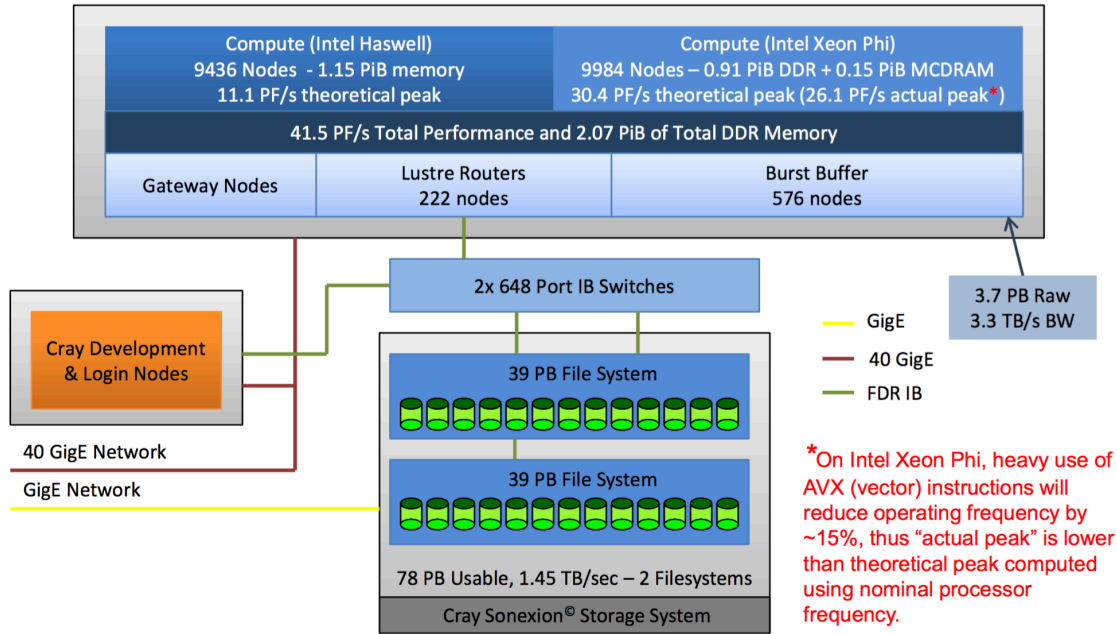 Compute (Intel Haswell)
9436 Nodes - 1.15 PiB memory
11.1 PF/s theoretical peak
Compute (Intel Xeon Phi)
9984 Nodes – 0.91 PiB DDR + 0.15 PiB MCDRAM
30.4 PF/s theoretical peak (26.1 PF/s actual peak*)
41.5 PF/s Total Performance and 2.07 PiB of Total DDR Memory
Gateway Nodes
Lustre Routers
222 nodes
Burst Buffer
576 nodes
2x 648 Port IB Switches
3.7 PB Raw
3.3 TB/s BW
Cray Development
& Login Nodes
GigE
40 GigE
FDR IB
39 PB File System
40 GigE Network
GigE Network
39 PB File System
78 PB Usable, 1.45 TB/sec – 2 Filesystems
Cray Sonexion© Storage System
*On Intel Xeon Phi, heavy use of
AVX (vector) instructions will
reduce operating frequency by
~15%, thus “actual peak” is lower
than theoretical peak computed
using nominal processor
frequency.